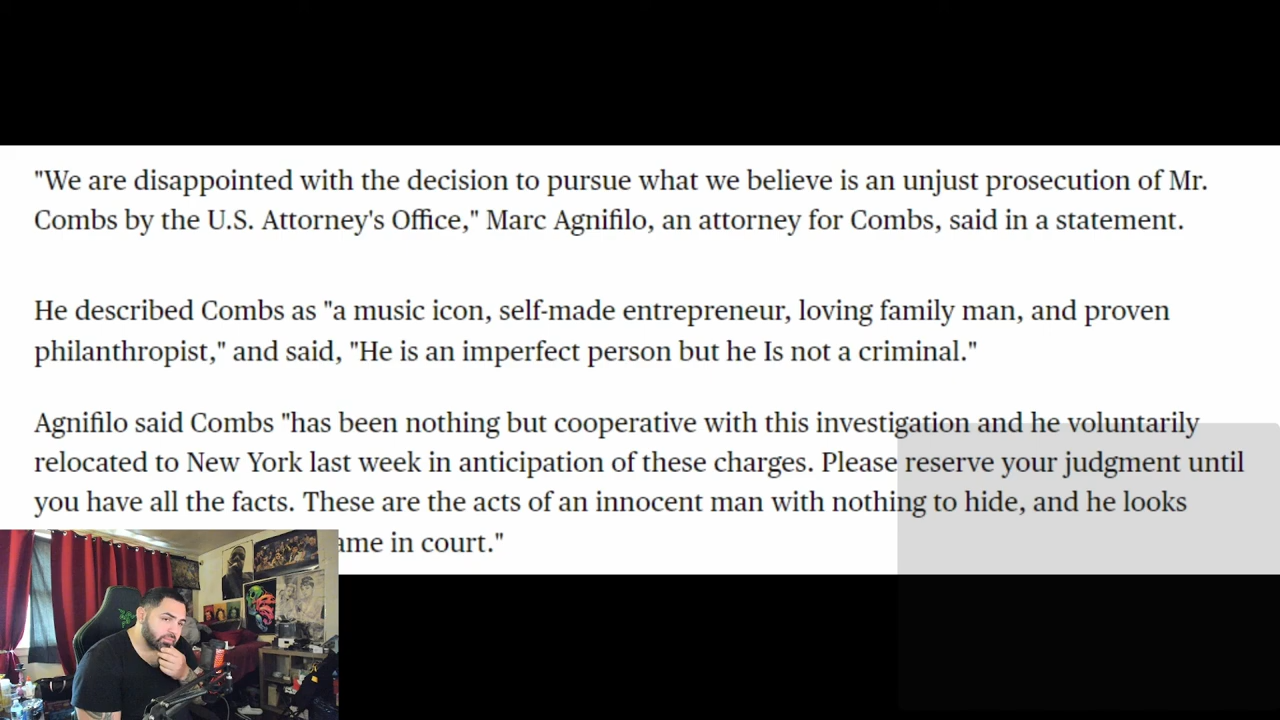 "We are disappointed with the decision to pursue what we believe is an unjust prosecution of Mr.
Combs by the U.S. Attorney's Office," Marc Agnifilo, an attorney for Combs, said in a statement.
He described Combs as "a music icon, self-made entrepreneur, loving family man, and proven
philanthropist," and said, "He is an imperfect person but he Is not a criminal."
Agnifilo said Combs "has been nothing but cooperative with this investigation and he voluntarily
relocated to New York last week in anticipation of these charges. Please reserve your judgment until
you have all the facts. These are the acts of an innocent man with nothing to hide, and he looks
ame in court."